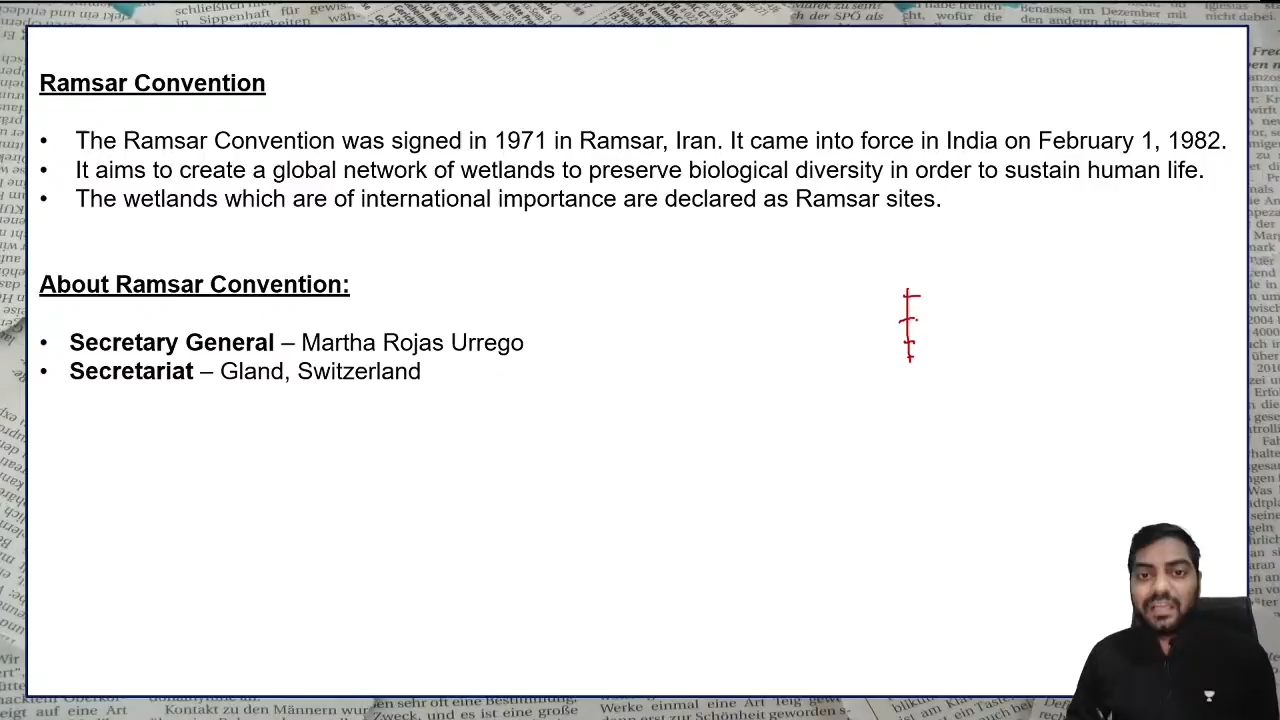 Ramsar Convention
• The Ramsar Convention was signed in 1971 in Ramsar, Iran. It came into force in India on February 1, 1982.
• It aims to create a global network of wetlands to preserve biological diversity in order to sustain human life.
• The wetlands which are of international importance are declared as Ramsar sites.
About Ramsar Convention:
• Secretary General – Martha Rojas Urrego
• Secretariat – Gland, Switzerland